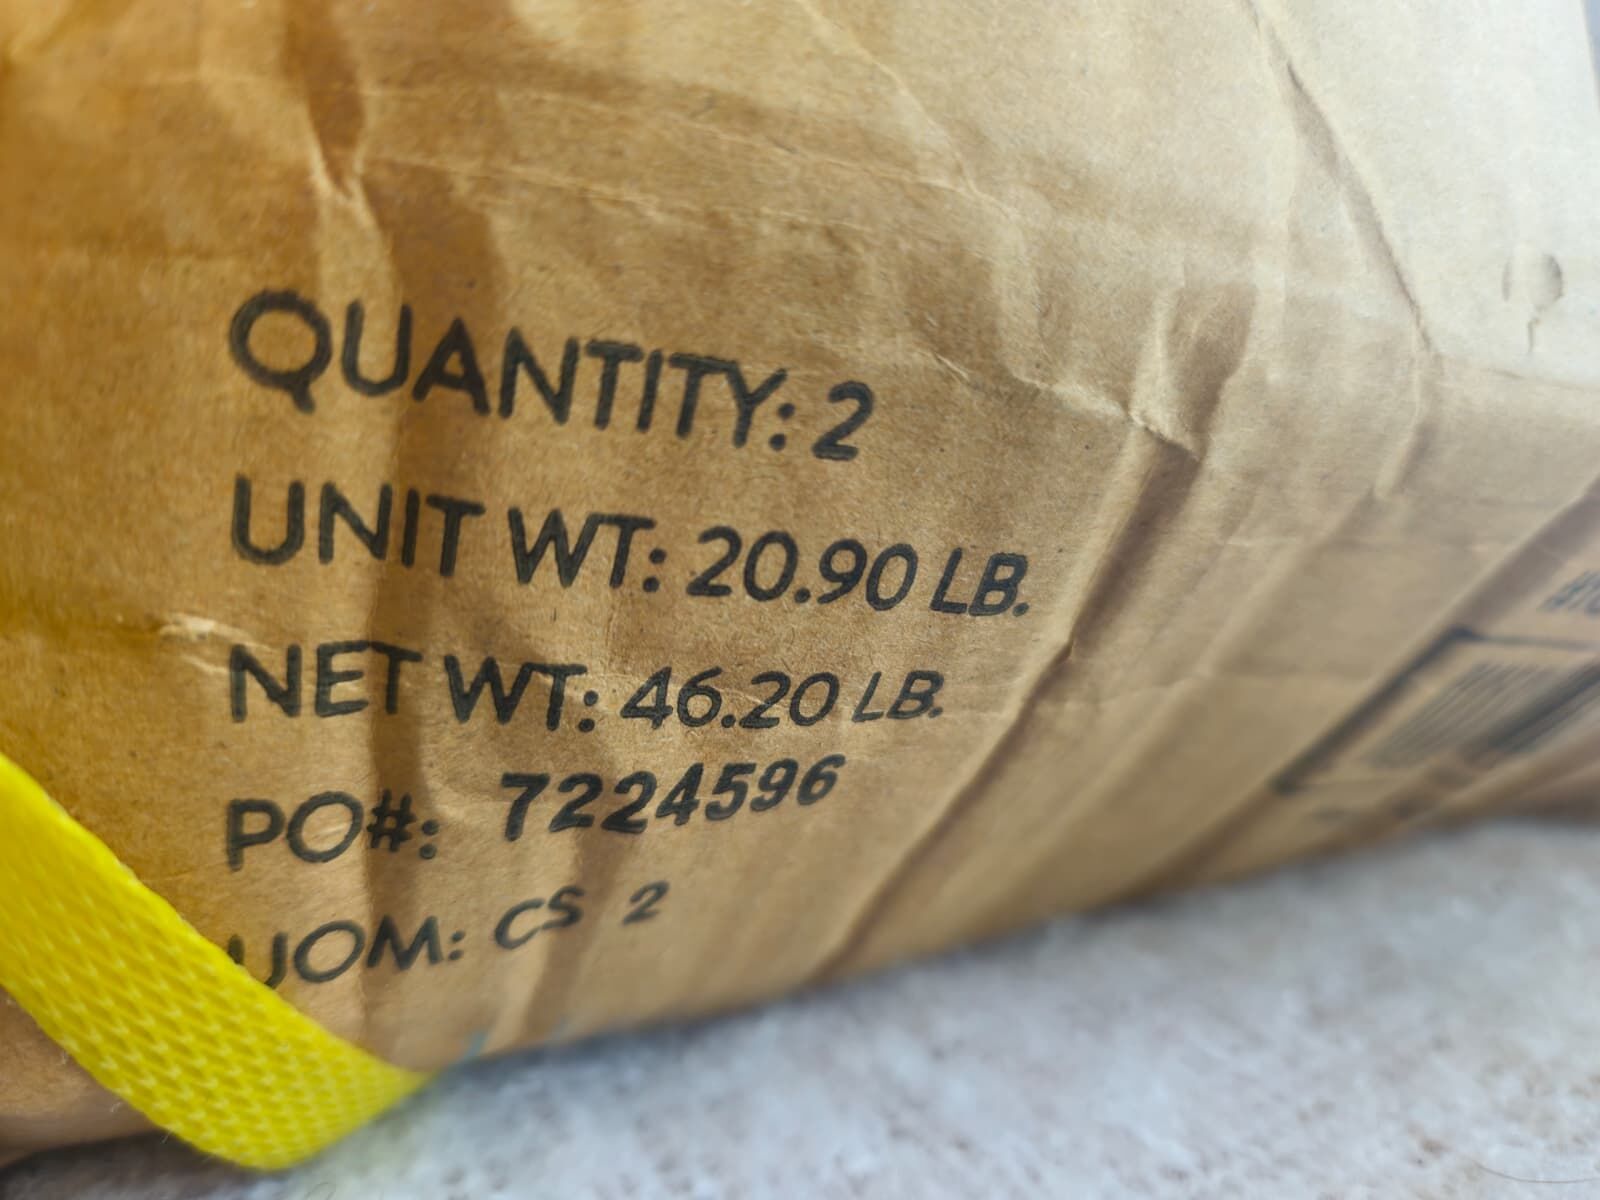 QUANTITY: 2
UNIT WT: 20.90 LB.
NET WT: 46.20 LB.
PO#: 7224596
UOM: CS 2